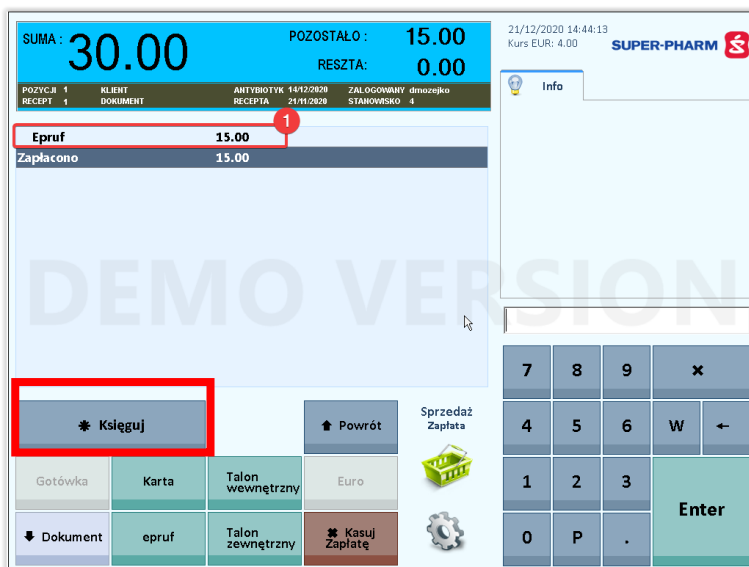 SUMA : 30.00
POZOSTAŁO : 15.00
RESZTA: 0.00
POZYCJI 1 KLIENT ANTYBIOTYK 14/12/2020 ZALOGOWANY dmozejko
RECEPT 1 DOKUMENT RECEPTA 21/11/2020 STANOWISKO 4
21/12/2020 14:44:13
Kurs EUR: 4.00
SUPER-PHARM
Info
1
Epruf 15.00
Zapłacono 15.00
DEMO VERSION
Księguj
Powrót
Sprzedaż
Zapłata
Gotówka
Karta
Talon
wewnętrzny
Euro
Dokument
epruf
Talon
zewnętrzny
Kasuj
Zapłatę
7 8 9
4 5 6 W
1 2 3
Enter
0 P .